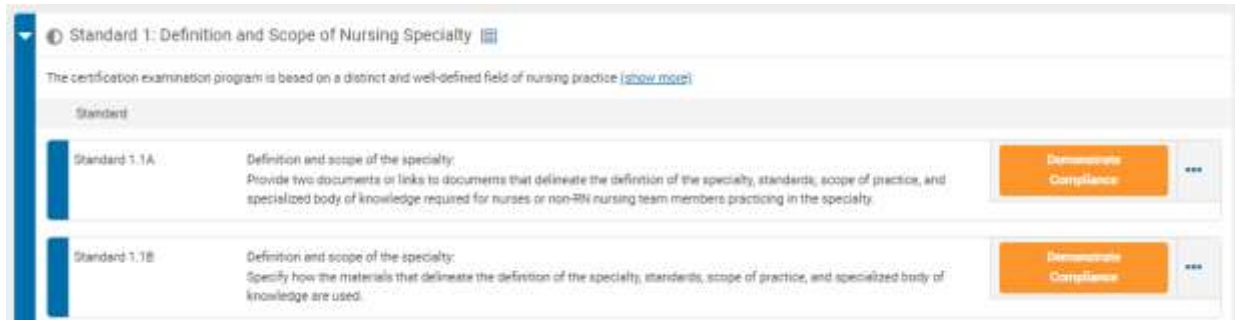 Standard 1: Definition and Scope of Nursing Specialty
The certification examination program is based on a distinct and well-defined field of nursing practice (show more)
Standard
Standard 1.1A
Definition and scope of the specialty:
Provide two documents or links to documents that delineate the definition of the specialty, standards, scope of practice, and
specialized body of knowledge required for nurses or non-RN nursing team members practicing in the specialty.
Demonstrate
Compliance
Standard 1.1B
Definition and scope of the specialty:
Specify how the materials that delineate the definition of the specialty, standards, scope of practice, and specialized body of
knowledge are used.
Demonstrate
Compliance